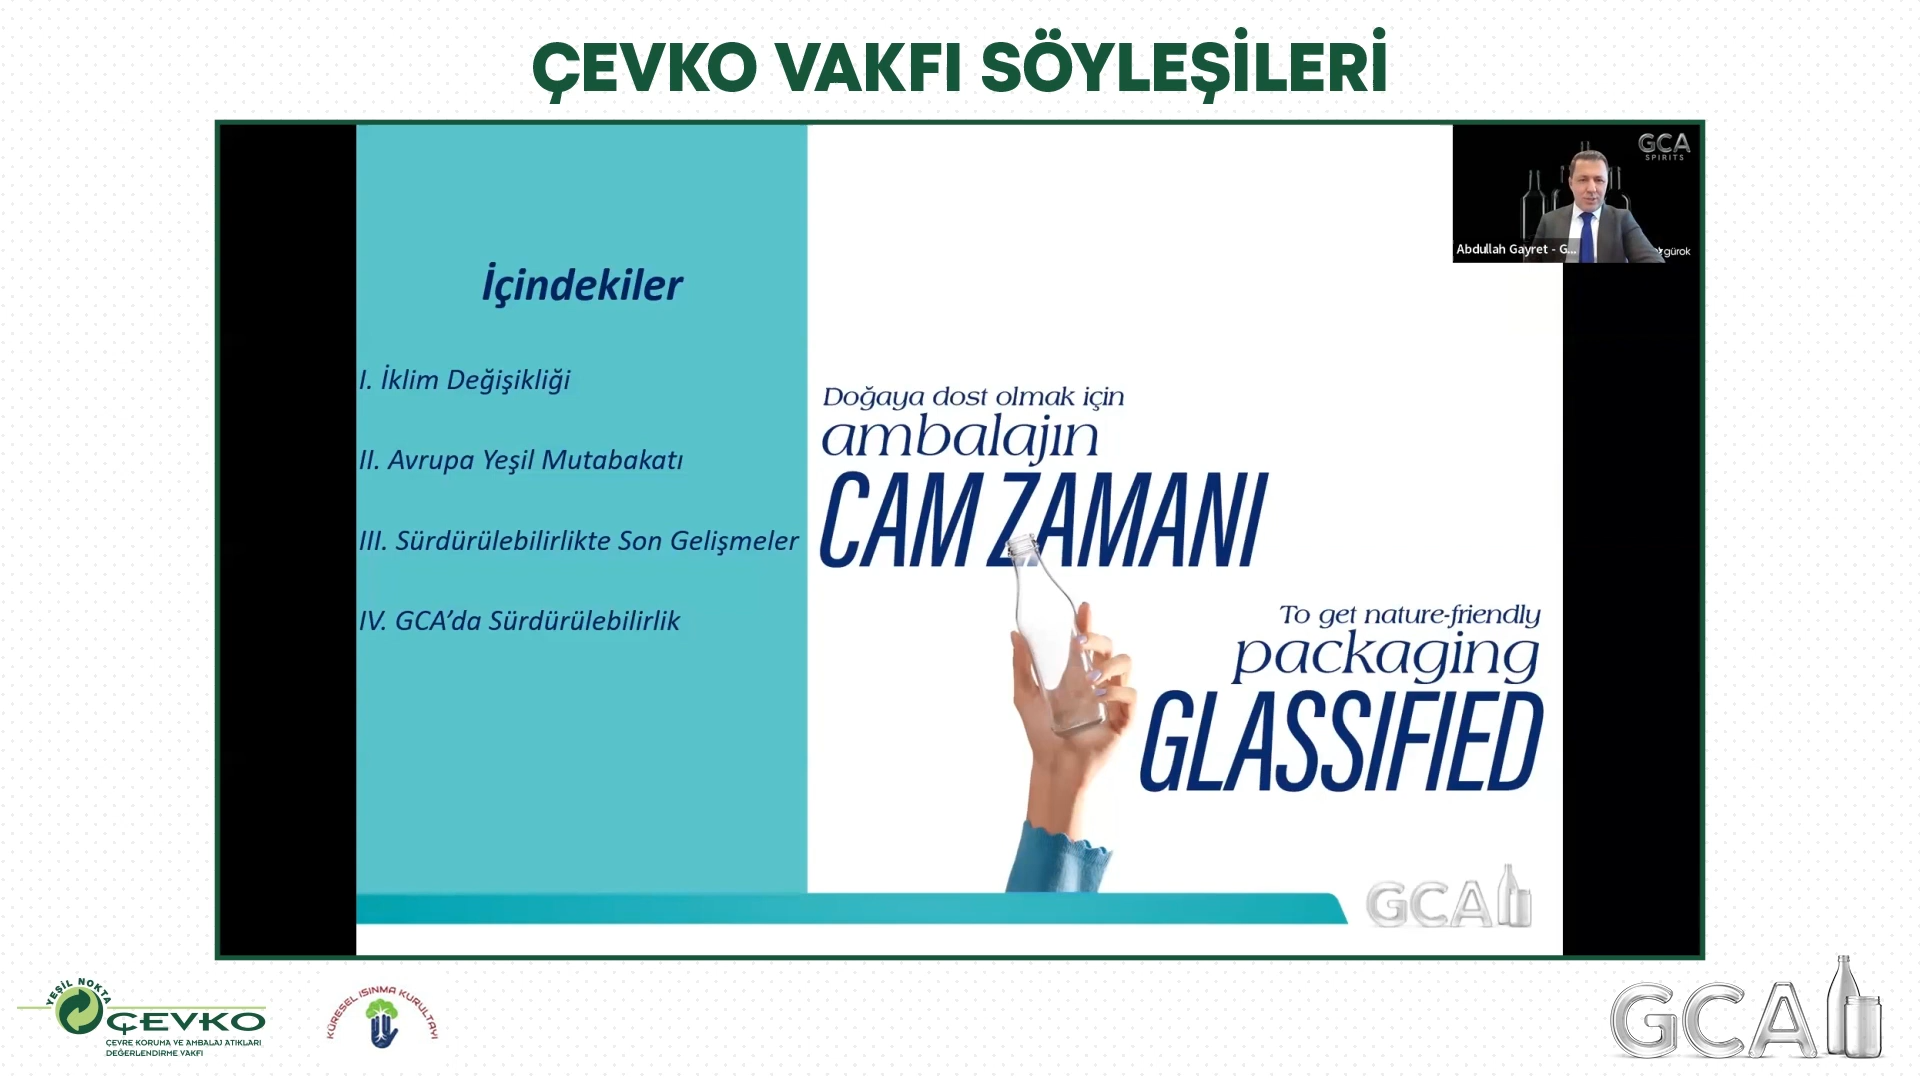 ÇEVKO VAKFI SÖYLEŞİLERİ
GCA
SPIRITS
Abdullah Gayret - G...
gürok
İçindekiler
I. İklim Değişikliği
II. Avrupa Yeşil Mutabakatı
III. Sürdürülebilirlikte Son Gelişmeler
IV. GCA’da Sürdürülebilirlik
Doğaya dost olmak için
ambalajın
CAM ZAMANI
To get nature-friendly
packaging
GLASSIFIED
GCA
YEŞİL NOKTA
ÇEVKO
ÇEVRE KORUMA VE AMBALAJ ATIKLARI
DEĞERLENDİRME VAKFI
KÜRESEL ISINMA KURULTAYI
GCA